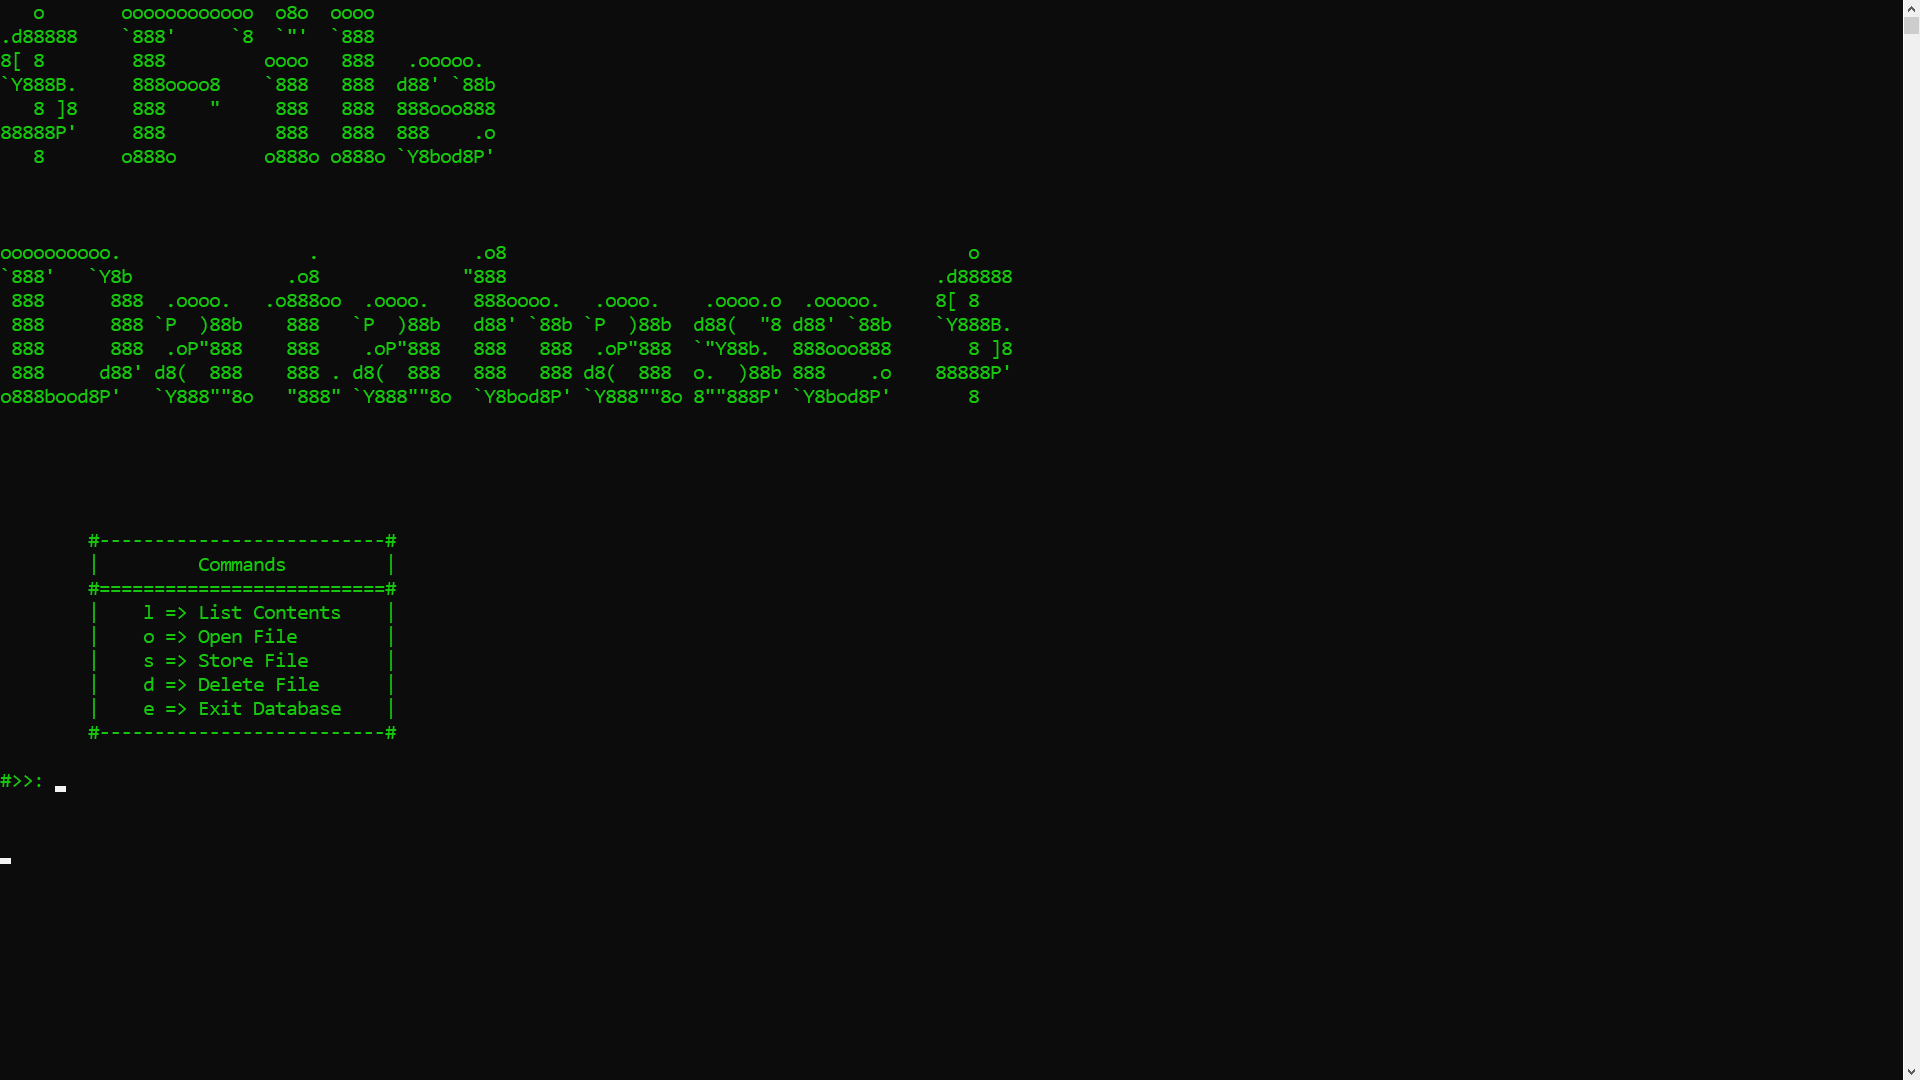 o       oooooooooooo  o8o  oooo
.d88888    `888'     `8  `"'  `888
8[ 8        888         oooo   888   .ooooo.
`Y888B.     888oooo8    `888   888  d88' `88b
   8 ]8     888    "     888   888  888ooo888
88888P'     888          888   888  888    .o
   8       o888o        o888o o888o `Y8bod8P'
oooooooooo.                 .              .o8                                          o
`888'   `Y8b              .o8             "888                                       .d88888
 888      888  .oooo.   .o888oo  .oooo.    888oooo.   .oooo.    .oooo.o  .ooooo.     8[ 8
 888      888 `P  )88b    888   `P  )88b   d88' `88b `P  )88b  d88(  "8 d88' `88b    `Y888B.
 888      888  .oP"888    888    .oP"888   888   888  .oP"888  `"Y88b.  888ooo888       8 ]8
 888     d88' d8(  888    888 . d8(  888   888   888 d8(  888  o.  )88b 888    .o    88888P'
o888bood8P'   `Y888""8o   "888" `Y888""8o  `Y8bod8P' `Y888""8o 8""888P' `Y8bod8P'       8
#--------------------------#
|         Commands         |
#==========================#
|    l => List Contents    |
|    o => Open File        |
|    s => Store File       |
|    d => Delete File      |
|    e => Exit Database    |
#--------------------------#
#>>: